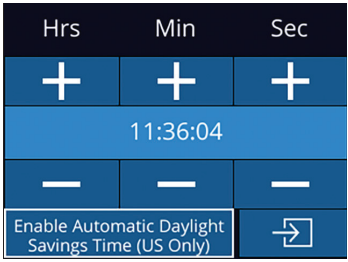 Hrs Min Sec
11:36:04
Enable Automatic Daylight
Savings Time (US Only)